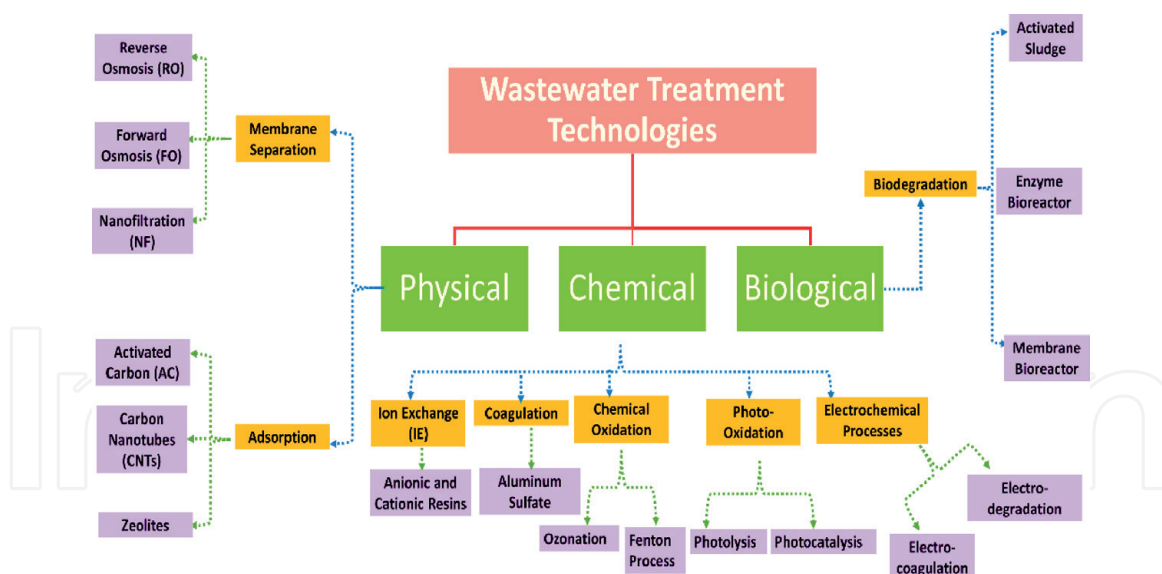 Wastewater Treatment
Technologies
Physical
Chemical
Biological
Membrane
Separation
Reverse
Osmosis (RO)
Forward
Osmosis (FO)
Nanofiltration
(NF)
Adsorption
Activated
Carbon (AC)
Carbon
Nanotubes
(CNTs)
Zeolites
Ion Exchange
(IE)
Anionic and
Cationic Resins
Coagulation
Aluminum
Sulfate
Chemical
Oxidation
Ozonation
Fenton
Process
Photo-
Oxidation
Photolysis
Photocatalysis
Electrochemical
Processes
Electro-
coagulation
Electro-
degradation
Biodegradation
Activated
Sludge
Enzyme
Bioreactor
Membrane
Bioreactor